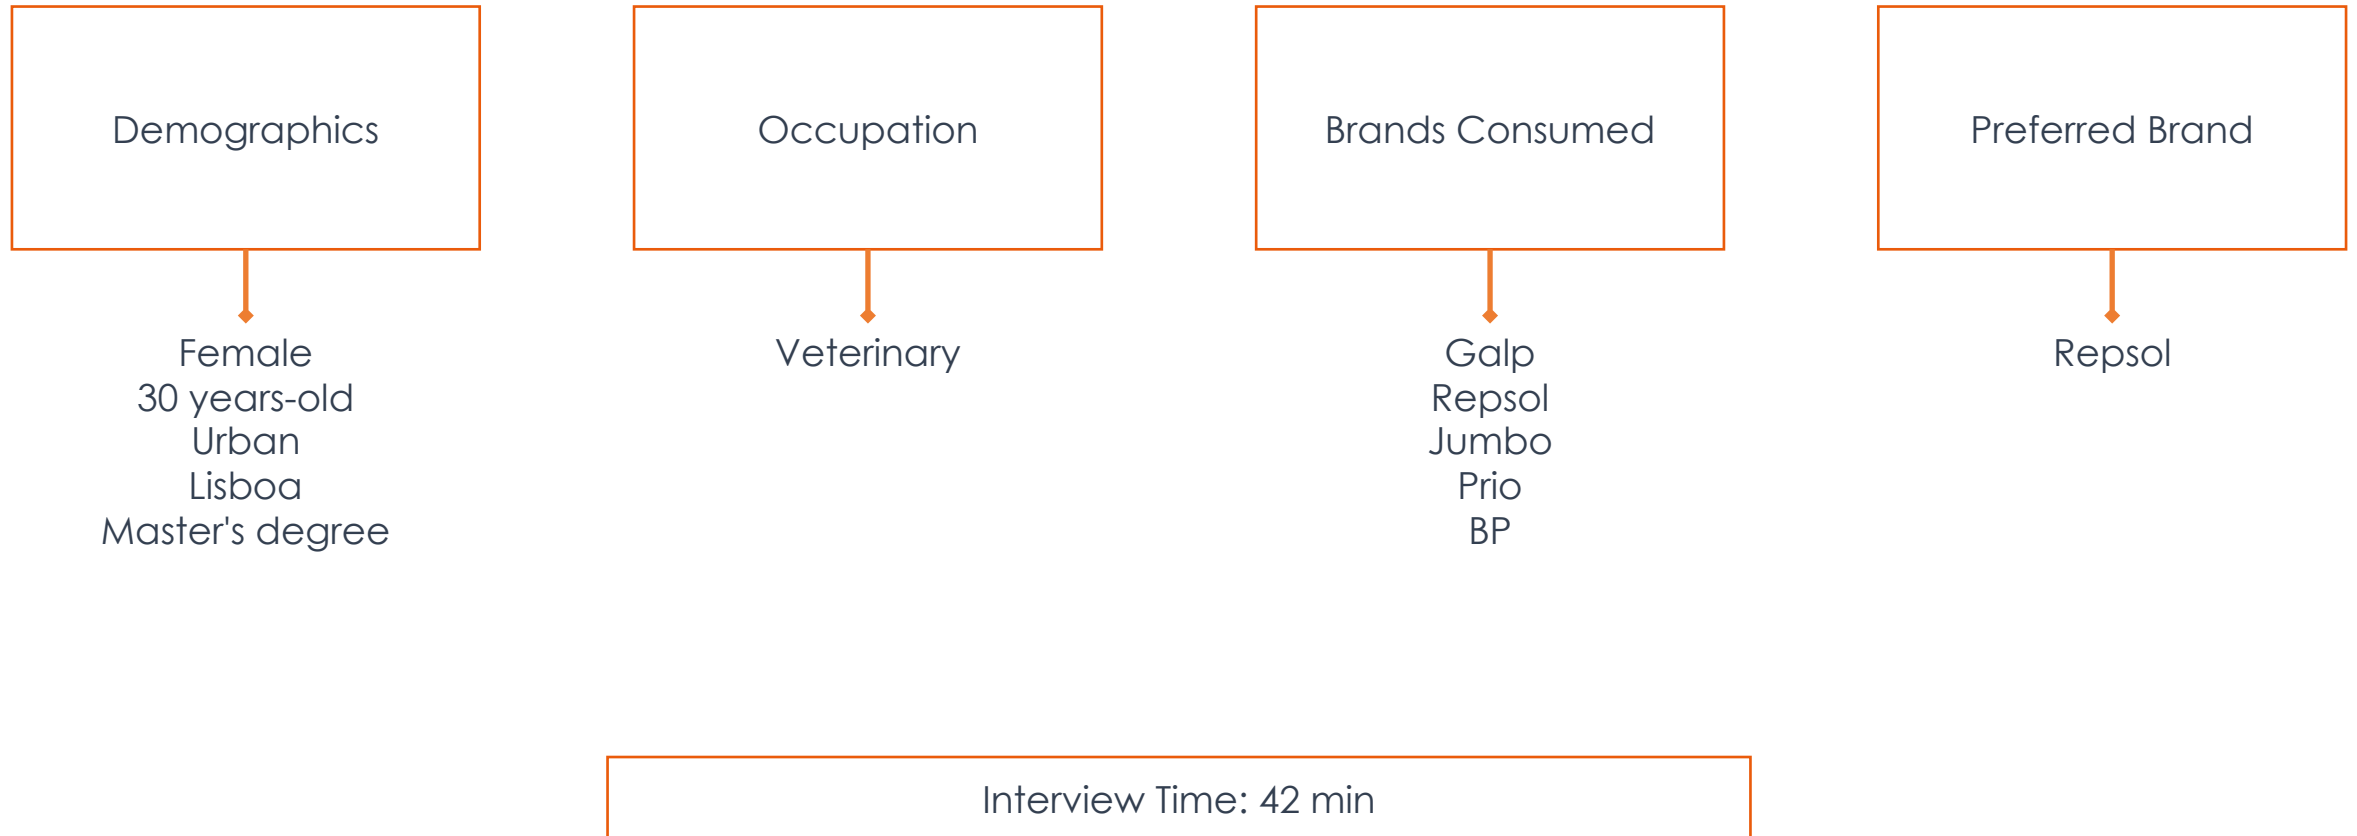 Demographics
Female
30 years-old
Urban
Lisboa
Master's degree
Occupation
Veterinary
Brands Consumed
Galp
Repsol
Jumbo
Prio
BP
Preferred Brand
Repsol
Interview Time: 42 min